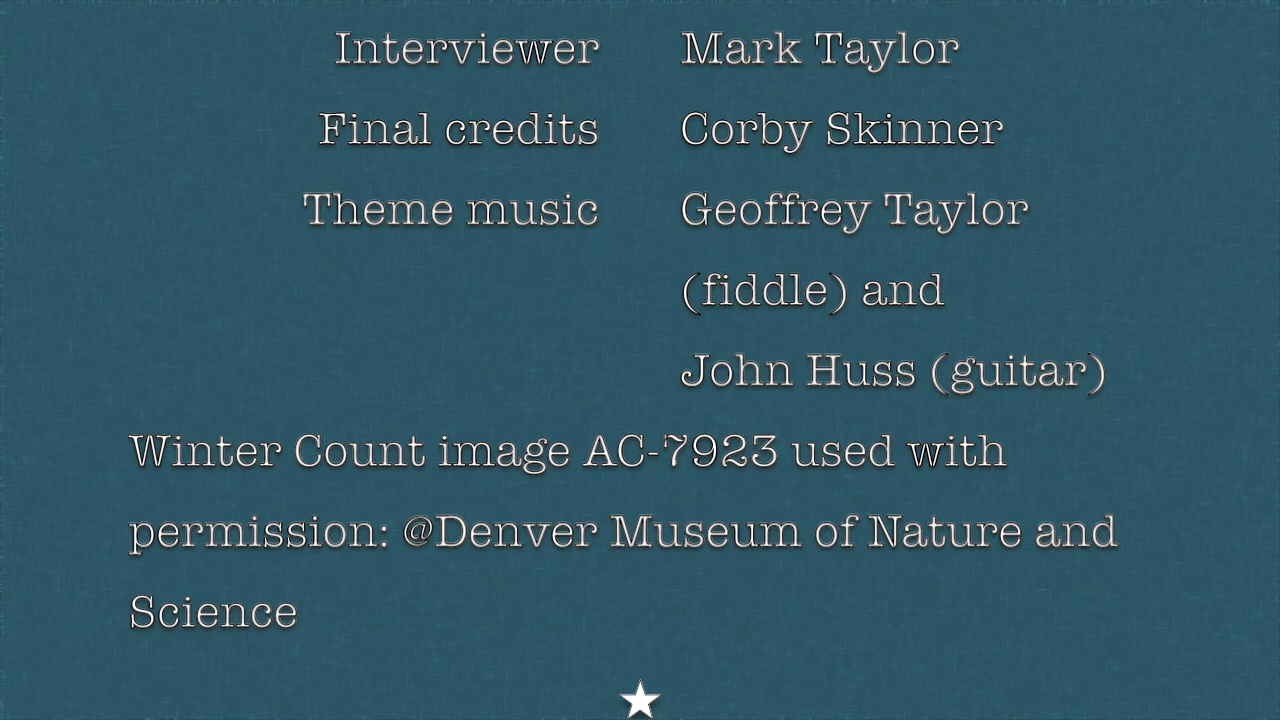 Interviewer Mark Taylor
Final credits Corby Skinner
Theme music Geoffrey Taylor
(fiddle) and
John Huss (guitar)
Winter Count image AC-7923 used with
permission: @Denver Museum of Nature and
Science